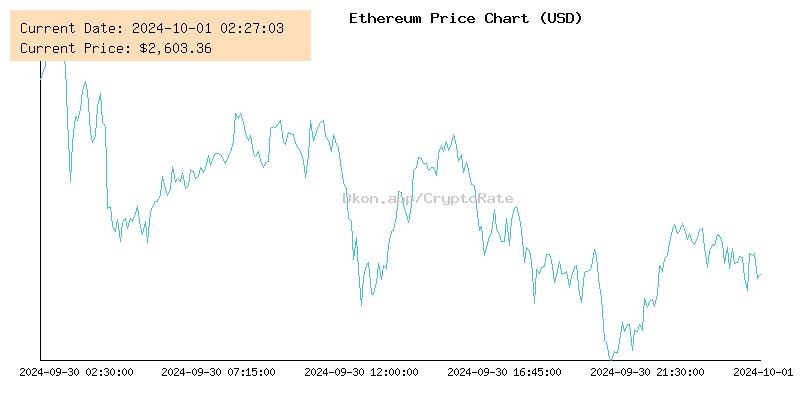 Ethereum Price Chart (USD)
Current Date: 2024-10-01 02:27:03
Current Price: $2,603.36
Dkon.app/CryptoRate
2024-09-30 02:30:00 2024-09-30 07:15:00 2024-09-30 12:00:00 2024-09-30 16:45:00 2024-09-30 21:30:00 2024-10-01